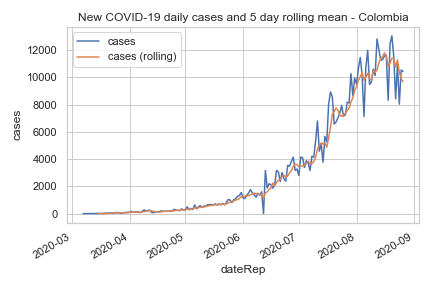 New COVID-19 daily cases and 5 day rolling mean - Colombia
cases
cases (rolling)
12000
10000
8000
6000
4000
2000
0
cases
2020-03
2020-04
2020-05
2020-06
2020-07
2020-08
2020-09
dateRep